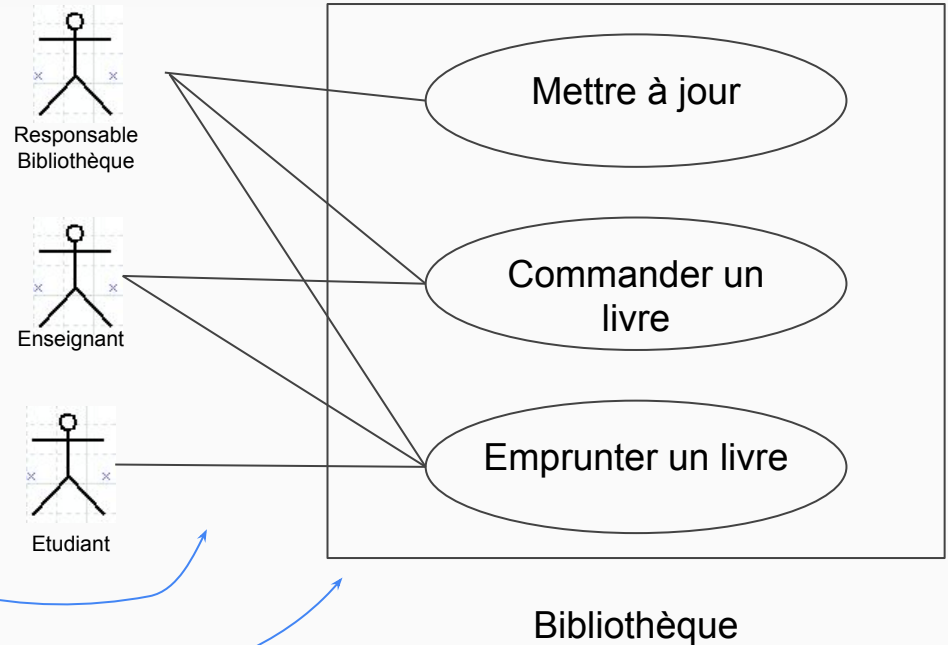 Responsable
Bibliothèque
Mettre à jour
Enseignant
Commander un
livre
Etudiant
Emprunter un livre
Bibliothèque